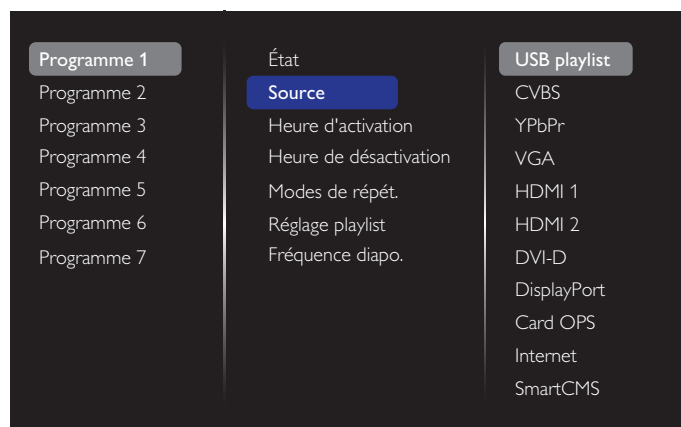 Programme 1
Programme 2
Programme 3
Programme 4
Programme 5
Programme 6
Programme 7
État
Source
Heure d'activation
Heure de désactivation
Modes de répét.
Réglage playlist
Fréquence diapo.
USB playlist
CVBS
YPbPr
VGA
HDMI 1
HDMI 2
DVI-D
DisplayPort
Card OPS
Internet
SmartCMS